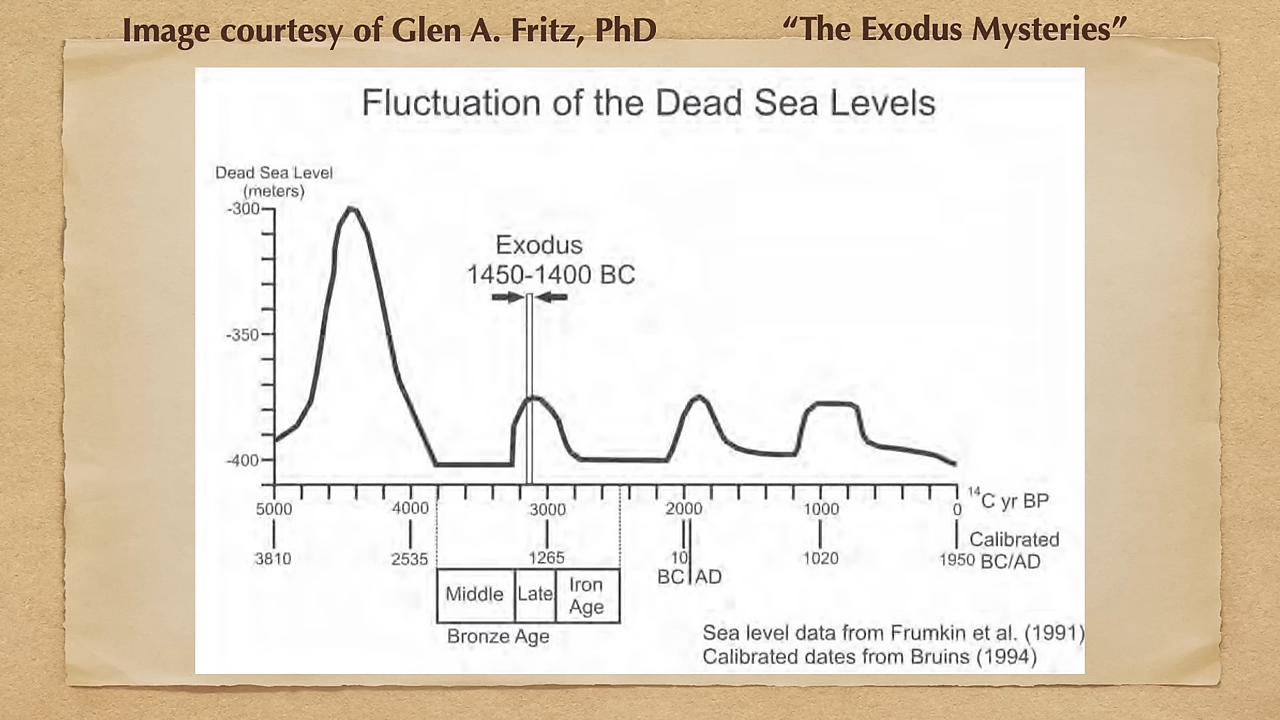 Image courtesy of Glen A. Fritz, PhD
“The Exodus Mysteries”
Fluctuation of the Dead Sea Levels
Dead Sea Level
(meters)
-300
-350
-400
Exodus
1450-1400 BC
5000 4000 3000 2000 1000 0
14C yr BP
3810 2535 1265 10 1020 1950
Calibrated
BC/AD
BC AD
Middle Late Iron
Age
Bronze Age
Sea level data from Frumkin et al. (1991)
Calibrated dates from Bruins (1994)